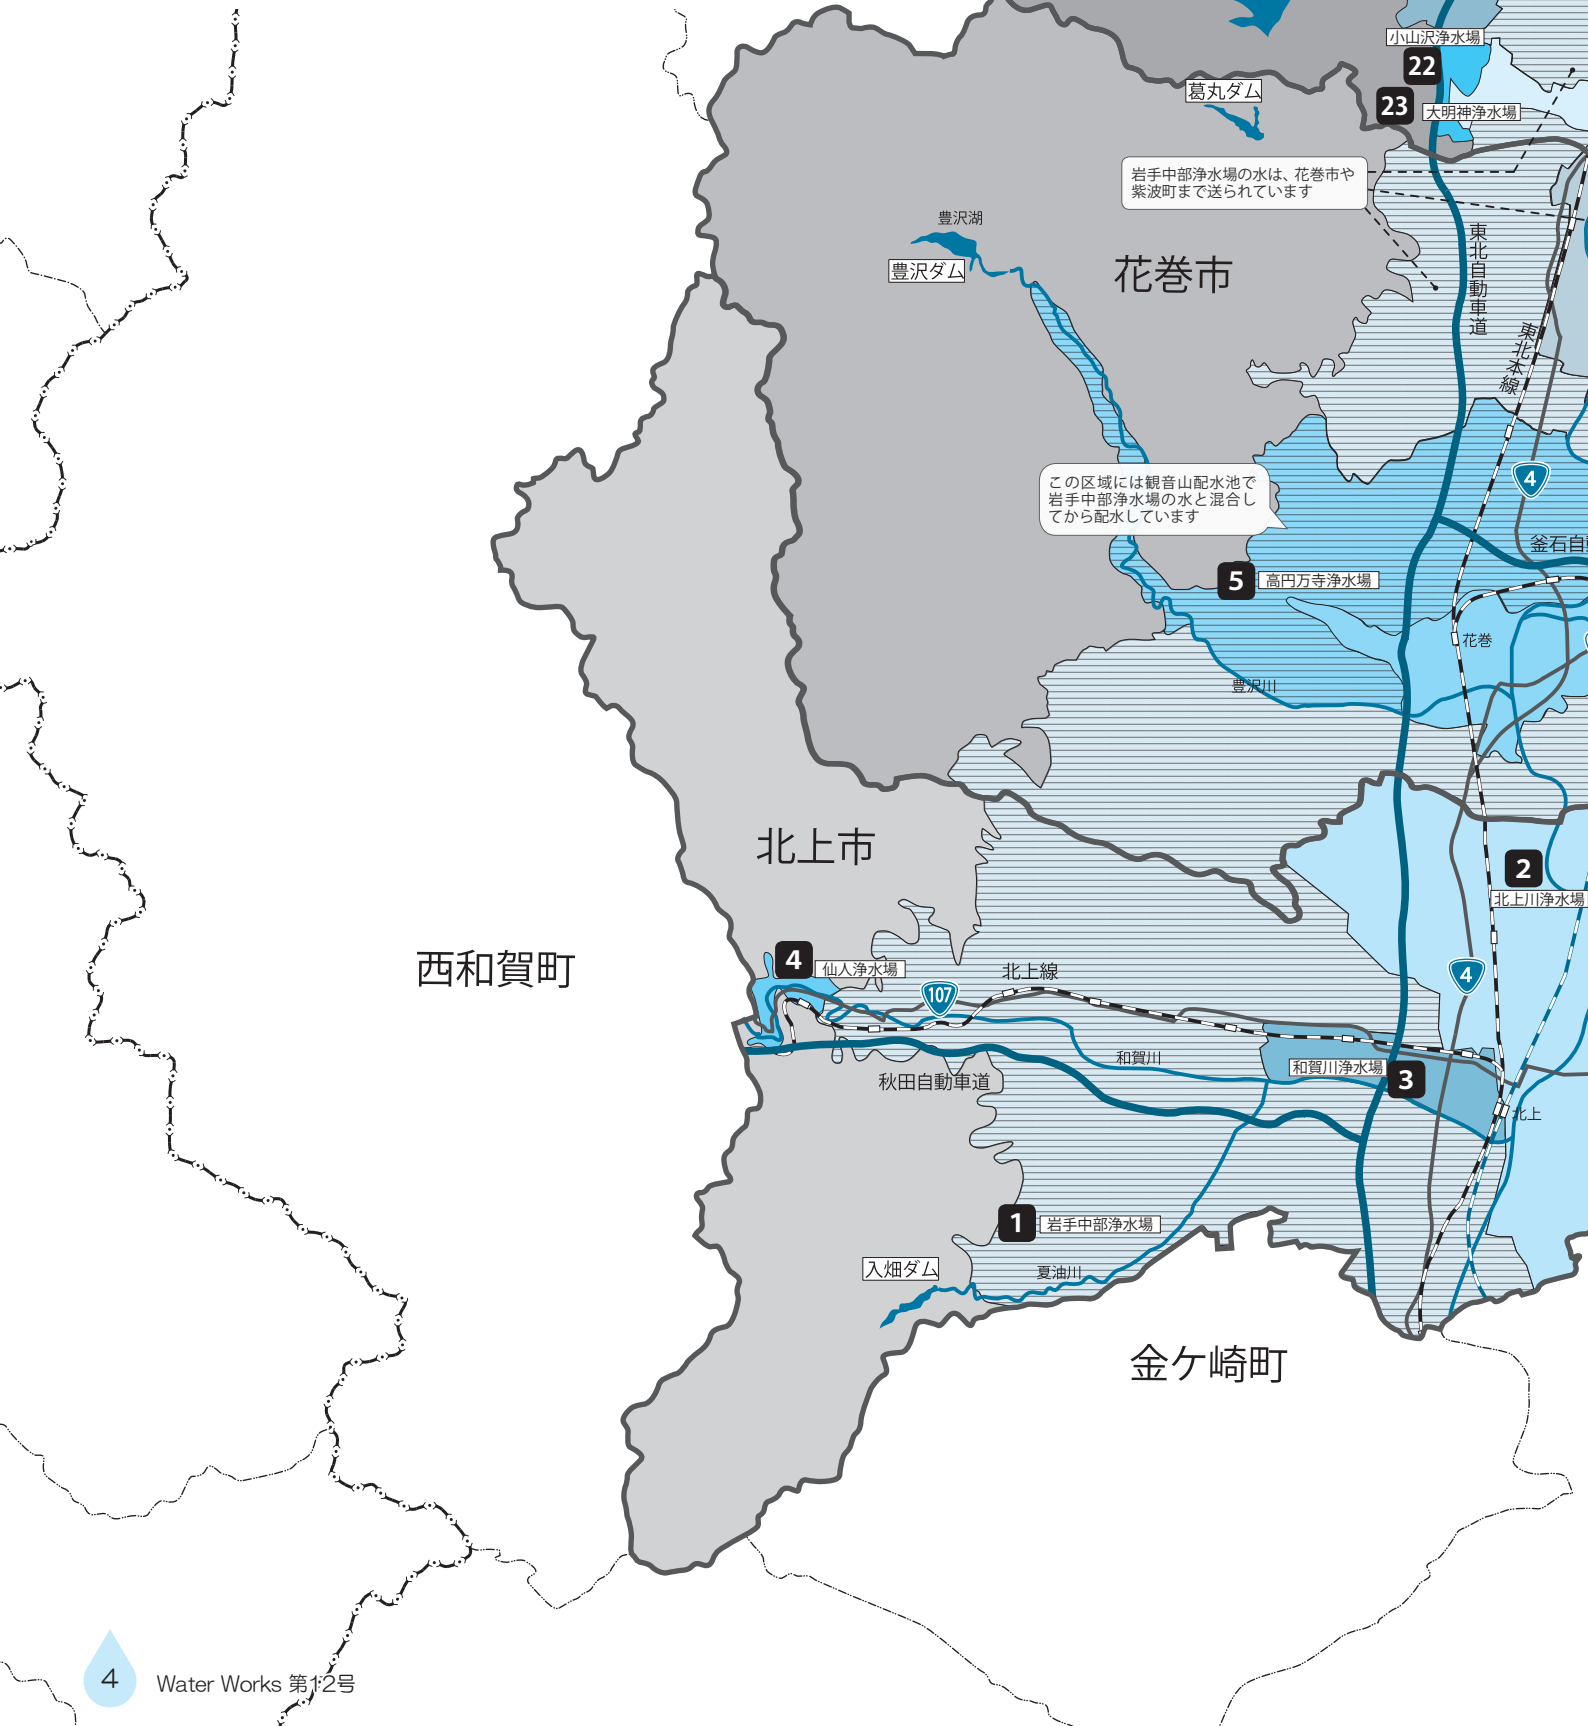 小山沢浄水場
22
葛丸ダム
23
大明神浄水場
岩手中部浄水場の水は、花巻市や
紫波町まで送られています
豊沢湖
豊沢ダム
花巻市
東北自動車道
東北本線
この区域には観音山配水池で
岩手中部浄水場の水と混合し
てから配水しています
4
釜石自
5
高円万寺浄水場
花巻
豊沢川
北上市
2
北上川浄水場
西和賀町
4
仙人浄水場
北上線
107
4
和賀川
和賀川浄水場
3
秋田自動車道
北上
1
岩手中部浄水場
入畑ダム
夏油川
金ケ崎町
4
Water Works 第12号